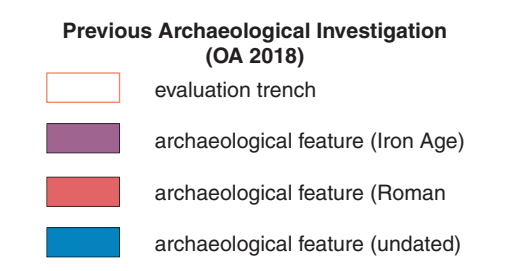 Previous Archaeological Investigation
(OA 2018)
evaluation trench
archaeological feature (Iron Age)
archaeological feature (Roman
archaeological feature (undated)